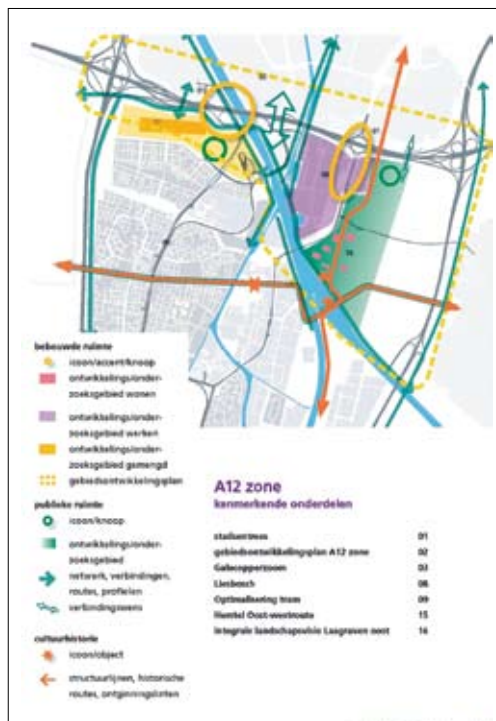 bebouwde ruimte
icoon/accent/knoop
ontwikkelings/onder-
zoeksgebied wonen
ontwikkelings/onder-
zoeksgebied werken
ontwikkelings/onder-
zoeksgebied gemengd
gebiedsontwikkelingsplan
publieke ruimte
icoon/knoop
ontwikkelings/onder-
zoeksgebied
netwerk, verbindingen,
routes, profielen
verbindingswens
cultuurhistorie
icoon/object
structuurlijnen, historische
routes, ontginningslinten
A12 zone
kenmerkende onderdelen
stadsentrees 01
gebiedsontwikkelingsplan A12 zone 02
Galecopperzoom 03
Liesbosch 08
Optimalisering tram 09
Hemtel Oost-westroute 15
Integrale landschapsvisie Laagraven oost 16